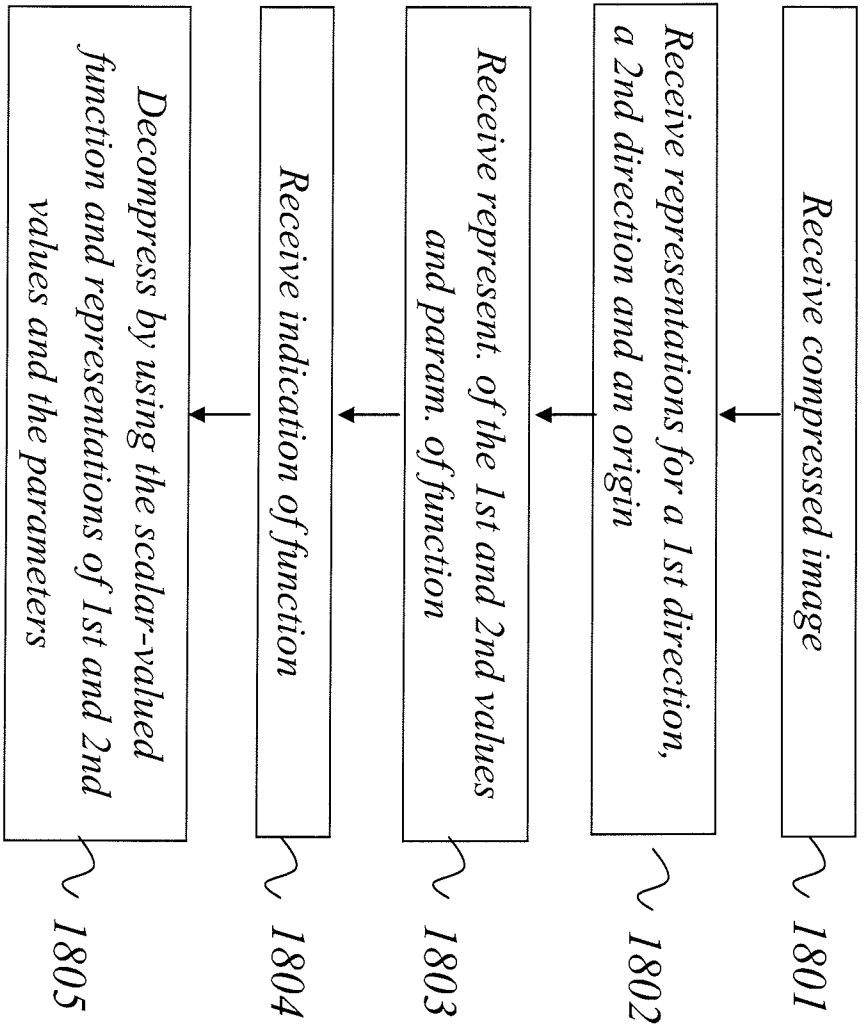 Receive compressed image
1801
Receive representations for a 1st direction,
a 2nd direction and an origin
1802
Receive represent. of the 1st and 2nd values
and param. of function
1803
Receive indication of function
1804
Decompress by using the scalar-valued
function and representations of 1st and 2nd
values and the parameters
1805